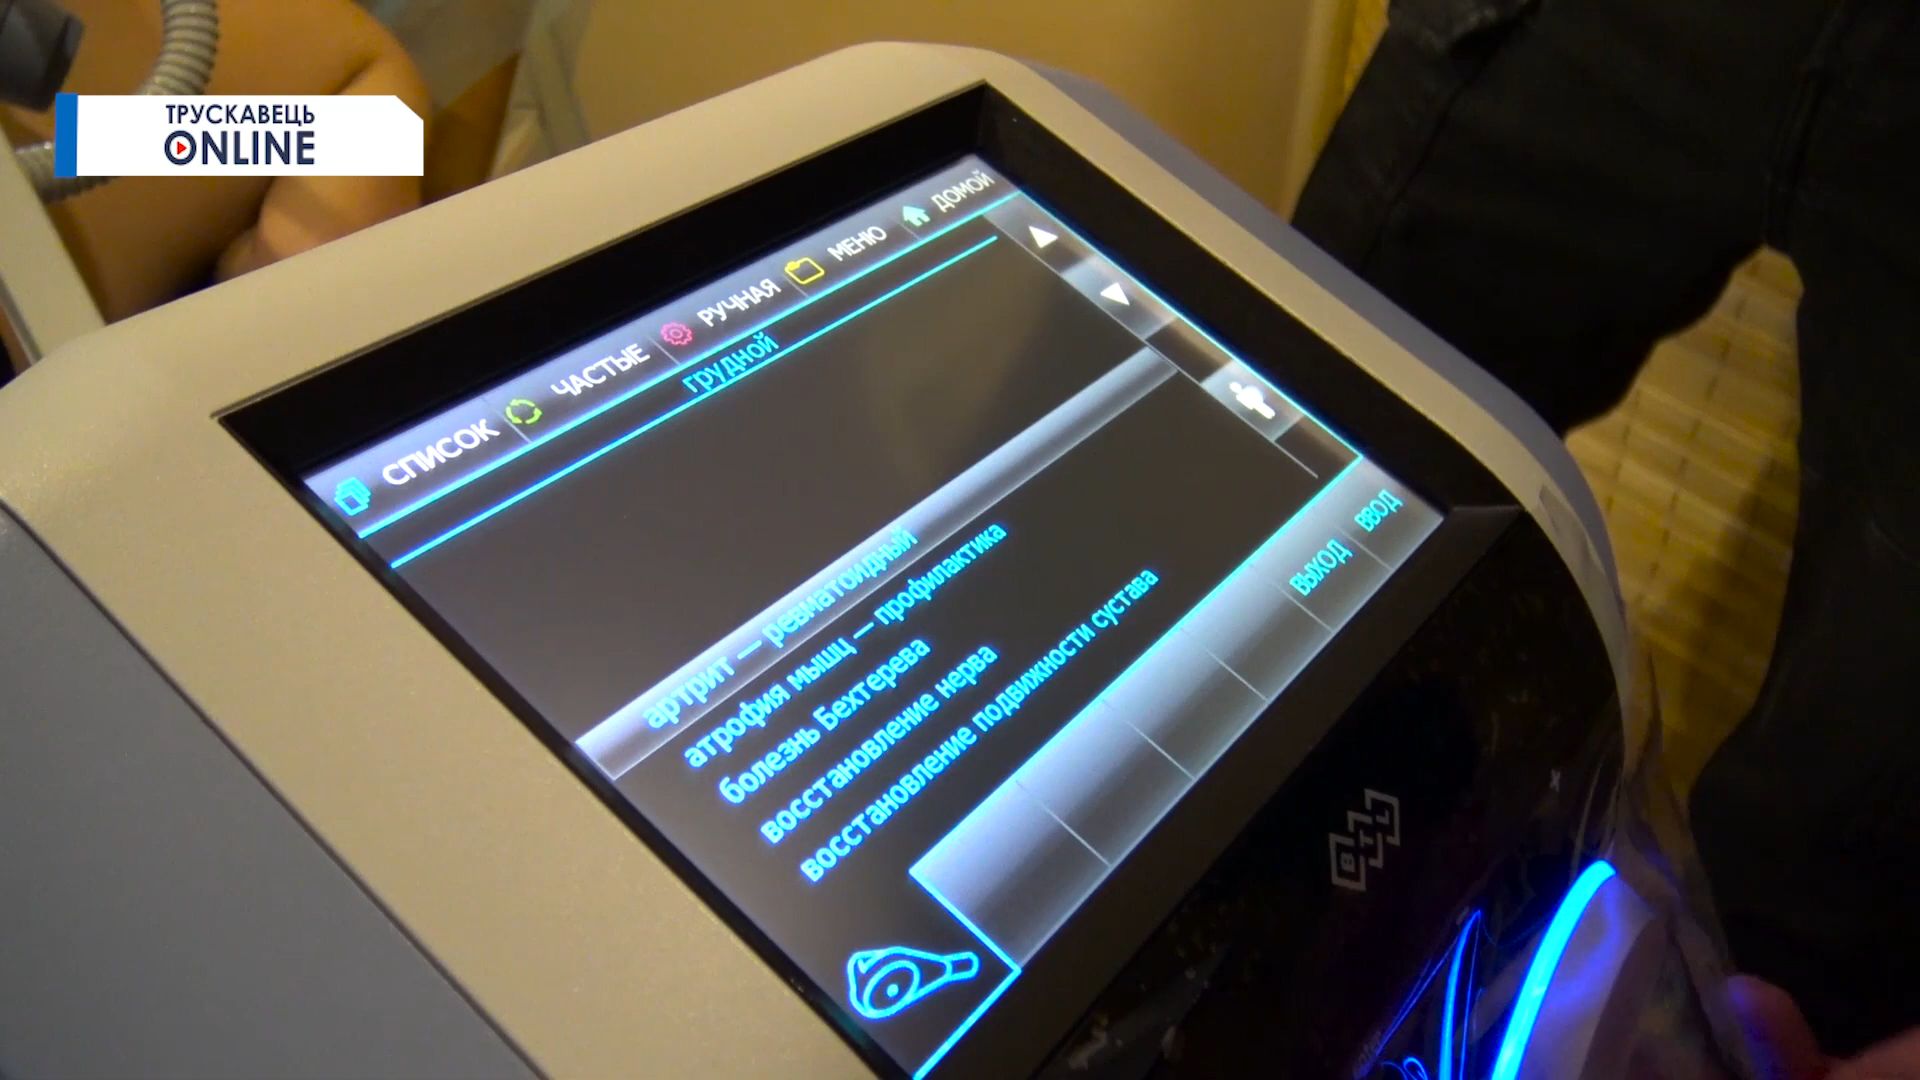 ТРУСКАВЕЦЬ
ONLINE
СПИСОК ЧАСТЫЕ РУЧНАЯ МЕНЮ ДОМОЙ
грудной
артрит — ревматоидный
атрофия мышц — профилактика
болезнь Бехтерева
восстановление нерва
восстановление подвижности сустава
ВЫХОД ВВОД
BTL